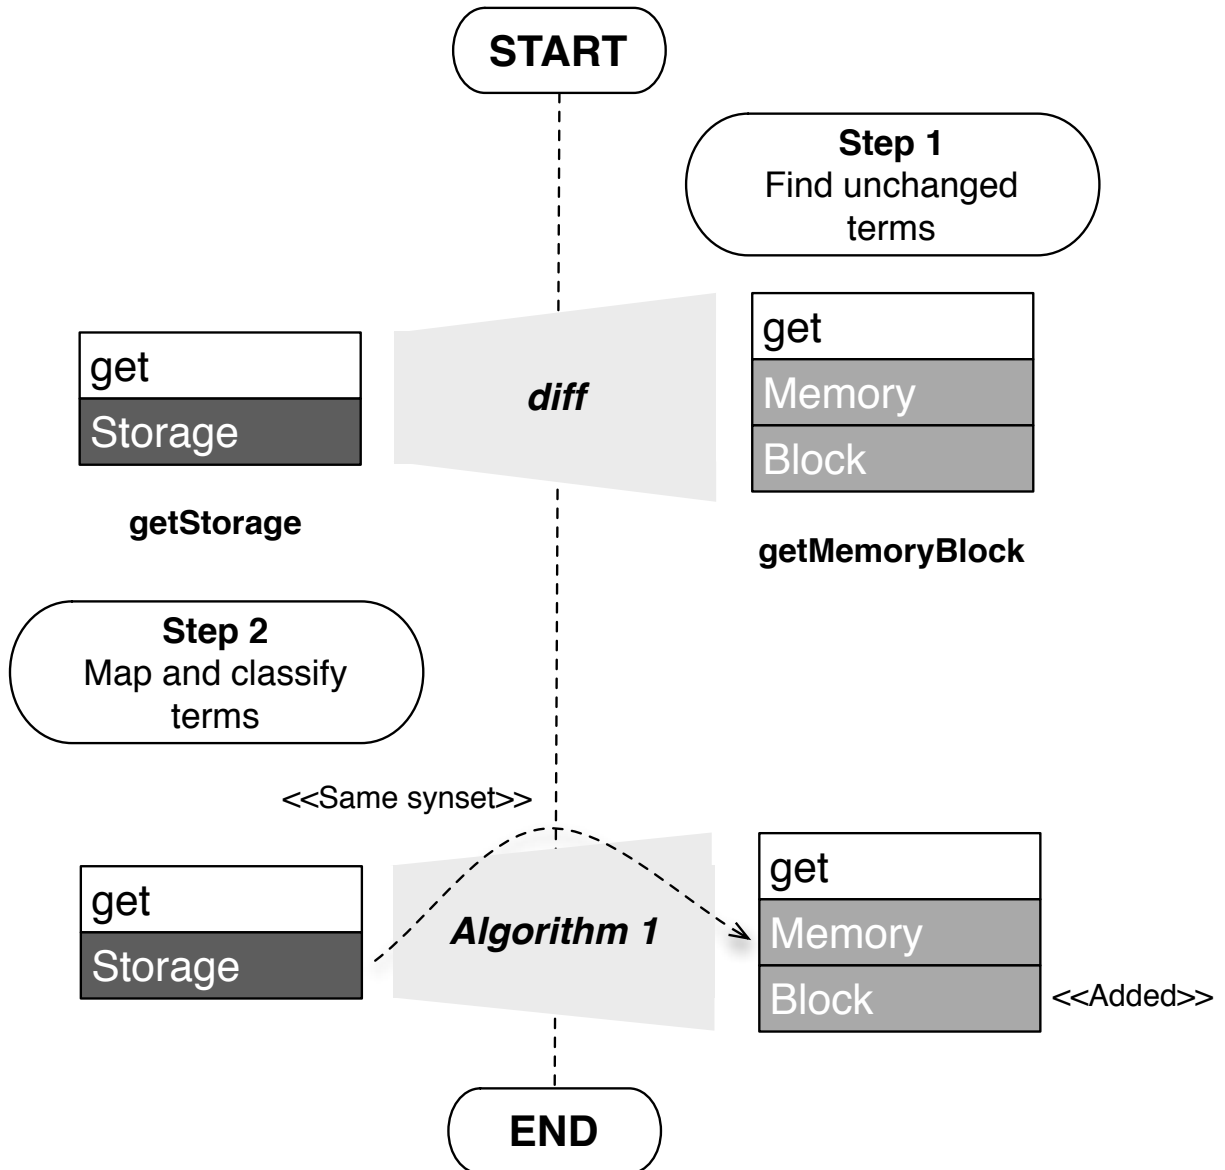 START
Step 1
Find unchanged
terms
get
Storage
diff
get
Memory
Block
getStorage
getMemoryBlock
Step 2
Map and classify
terms
<<Same synset>>
get
Storage
Algorithm 1
get
Memory
Block
<<Added>>
END